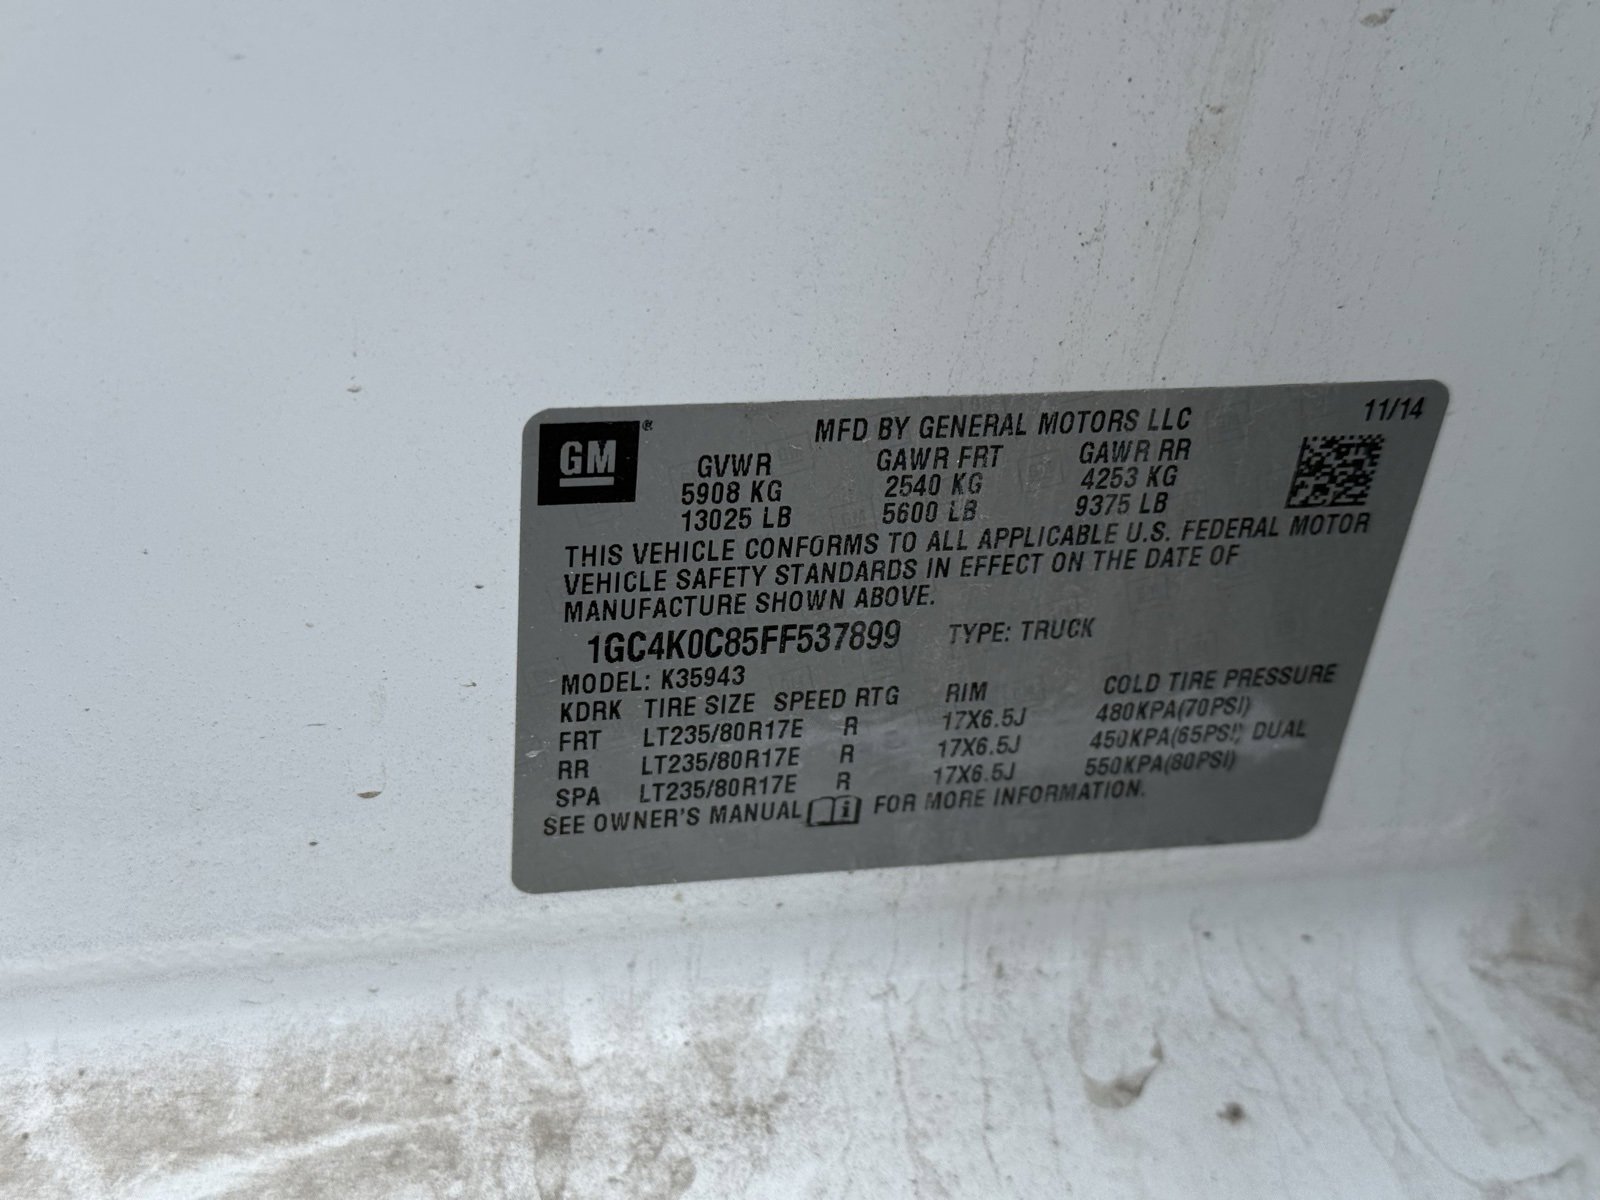 GM®
MFD BY GENERAL MOTORS LLC 11/14
GVWR GAWR FRT GAWR RR
5908 KG 2540 KG 4253 KG
13025 LB 5600 LB 9375 LB
THIS VEHICLE CONFORMS TO ALL APPLICABLE U.S. FEDERAL MOTOR
VEHICLE SAFETY STANDARDS IN EFFECT ON THE DATE OF
MANUFACTURE SHOWN ABOVE.
1GC4K0C85FF537899 TYPE: TRUCK
MODEL: K35943
KDRK TIRE SIZE SPEED RTG RIM COLD TIRE PRESSURE
FRT LT235/80R17E R 17X6.5J 480KPA(70PSI)
RR LT235/80R17E R 17X6.5J 450KPA(65PSI) DUAL
SPA LT235/80R17E R 17X6.5J 550KPA(80PSI)
SEE OWNER'S MANUAL i FOR MORE INFORMATION.